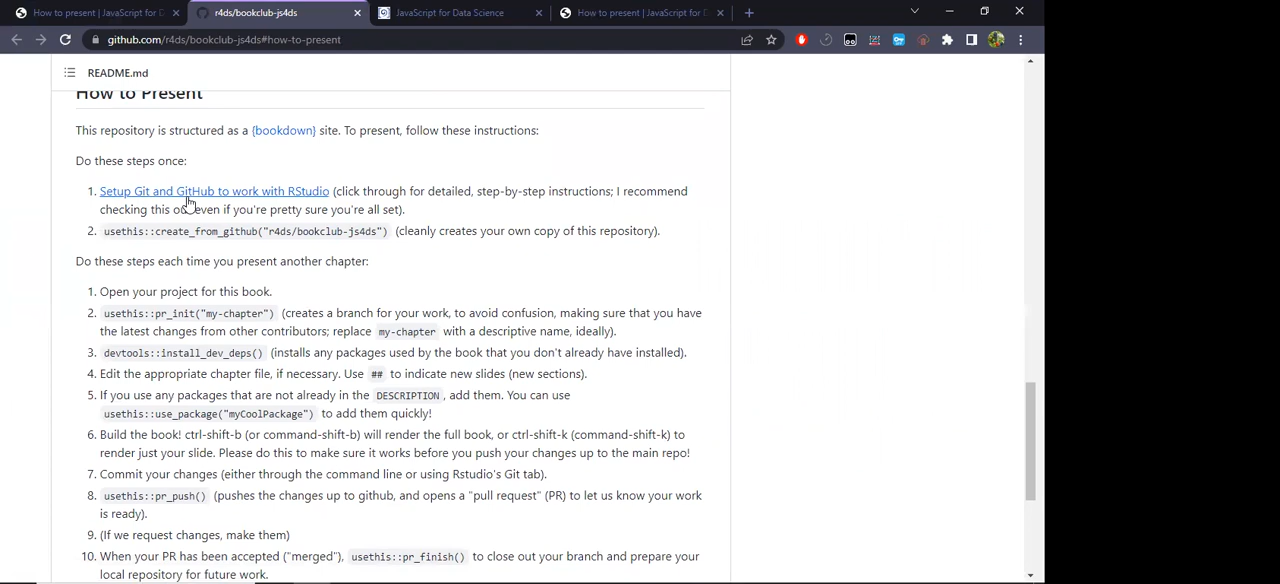 How to present | JavaScript for D
r4ds/bookclub-js4ds
JavaScript for Data Science
How to present | JavaScript for D
github.com/r4ds/bookclub-js4ds#how-to-present
README.md
How to Present
This repository is structured as a {bookdown} site. To present, follow these instructions:
Do these steps once:
1. Setup Git and GitHub to work with RStudio (click through for detailed, step-by-step instructions; I recommend
checking this even if you're pretty sure you're all set).
2. usethis::create_from_github("r4ds/bookclub-js4ds") (cleanly creates your own copy of this repository).
Do these steps each time you present another chapter:
1. Open your project for this book.
2. usethis::pr_init("my-chapter") (creates a branch for your work, to avoid confusion, making sure that you have
the latest changes from other contributors; replace my-chapter with a descriptive name, ideally).
3. devtools::install_dev_deps() (installs any packages used by the book that you don't already have installed).
4. Edit the appropriate chapter file, if necessary. Use ## to indicate new slides (new sections).
5. If you use any packages that are not already in the DESCRIPTION, add them. You can use
usethis::use_package("myCoolPackage") to add them quickly!
6. Build the book! ctrl-shift-b (or command-shift-b) will render the full book, or ctrl-shift-k (command-shift-k) to
render just your slide. Please do this to make sure it works before you push your changes up to the main repo!
7. Commit your changes (either through the command line or using Rstudio's Git tab).
8. usethis::pr_push() (pushes the changes up to github, and opens a "pull request" (PR) to let us know your work
is ready).
9. (If we request changes, make them)
10. When your PR has been accepted ("merged"), usethis::pr_finish() to close out your branch and prepare your
local repository for future work.